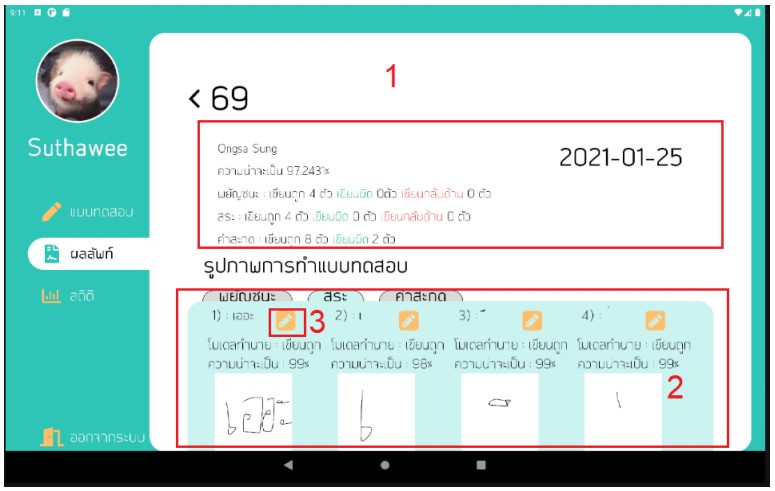 9:11
1
< 69
Suthawee
Ongsa Sung
2021-01-25
ความน่าจะเป็น 97.243%
พยัญชนะ : เขียนถูก 4 ตัว เขียนผิด 0ตัว เขียนกลับด้าน 0 ตัว
สระ : เขียนถูก 4 ตัว เขียนผิด 0 ตัว เขียนกลับด้าน 0 ตัว
คำสะกด : เขียนถูก 8 ตัว เขียนผิด 2 ตัว
แบบทดสอบ
ผลลัพท์
สถิติ
ออกจากระบบ
รูปภาพการทำแบบทดสอบ
พยัญชนะ สระ คำสะกด
1) : เออะ 3 2) : เ 3) : 4) :
โมเดลทำนาย : เขียนถูก โมเดลทำนาย : เขียนถูก โมเดลทำนาย : เขียนถูก โมเดลทำนาย : เขียนถูก
ความน่าจะเป็น : 99% ความน่าจะเป็น : 98% ความน่าจะเป็น : 99% ความน่าจะเป็น : 99%
2
เออะ เ